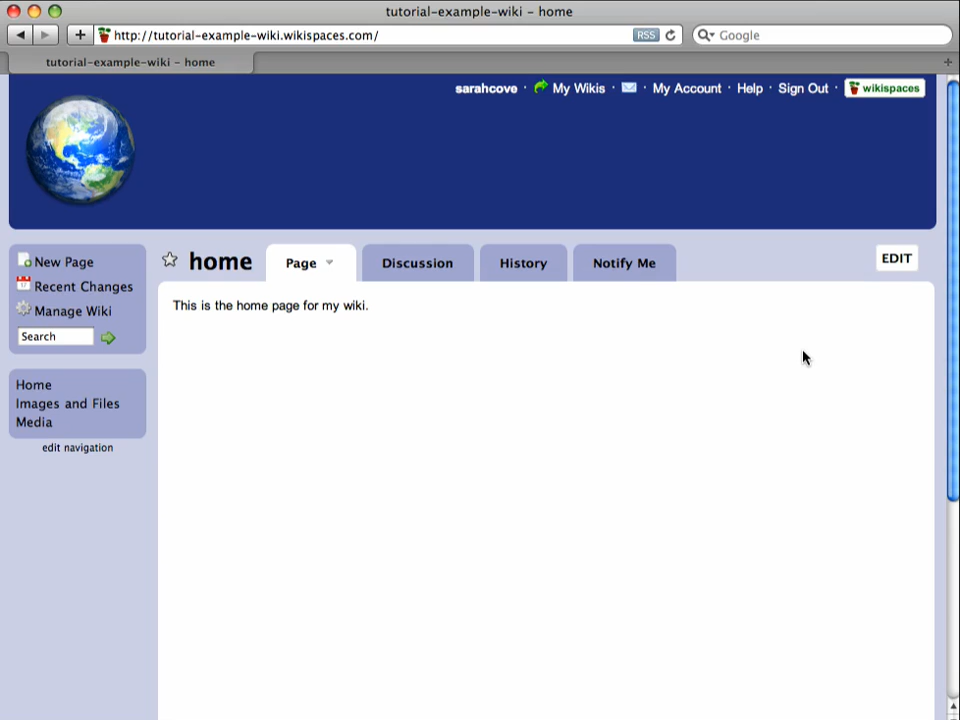 tutorial-example-wiki – home
http://tutorial-example-wiki.wikispaces.com/ RSS Google
tutorial-example-wiki – home
sarahcove · My Wikis · · My Account · Help · Sign Out · wikispaces
home Page Discussion History Notify Me EDIT
New Page
Recent Changes
Manage Wiki
Search
This is the home page for my wiki.
Home
Images and Files
Media
edit navigation